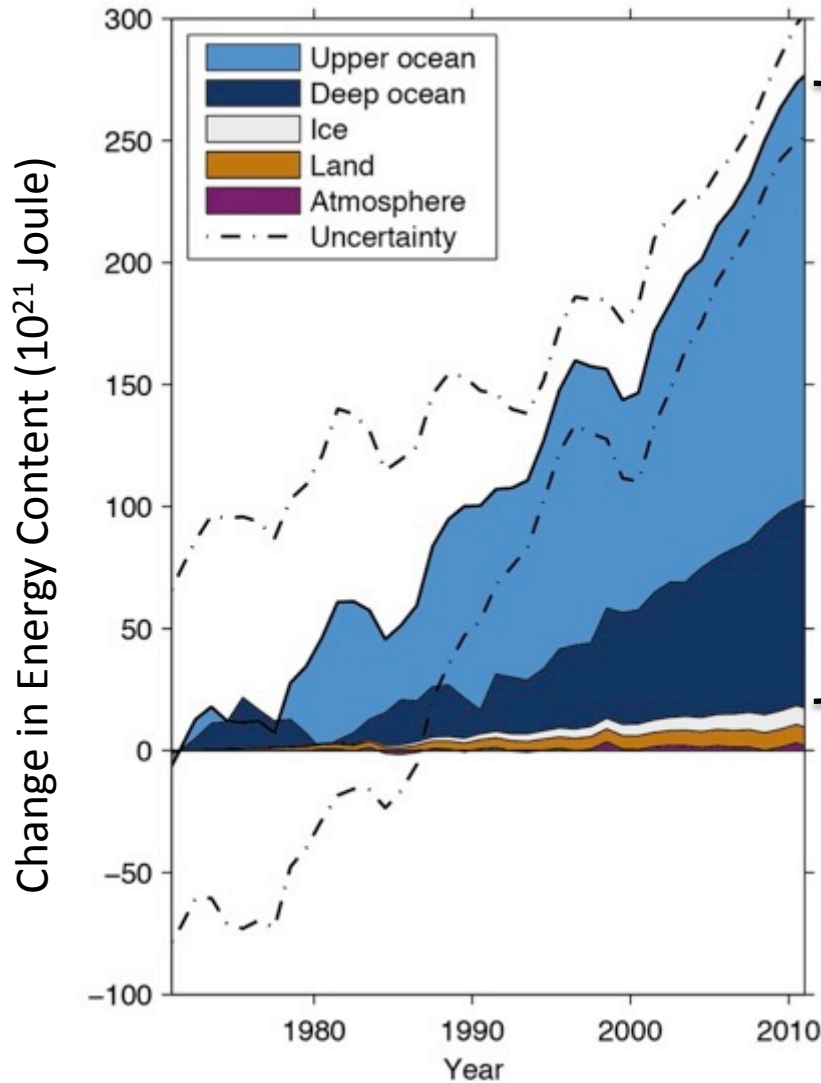 Change in Energy Content (10²¹ Joule)
300
250
200
150
100
50
0
−50
−100
Upper ocean
Deep ocean
Ice
Land
Atmosphere
Uncertainty
1980 1990 2000 2010
Year